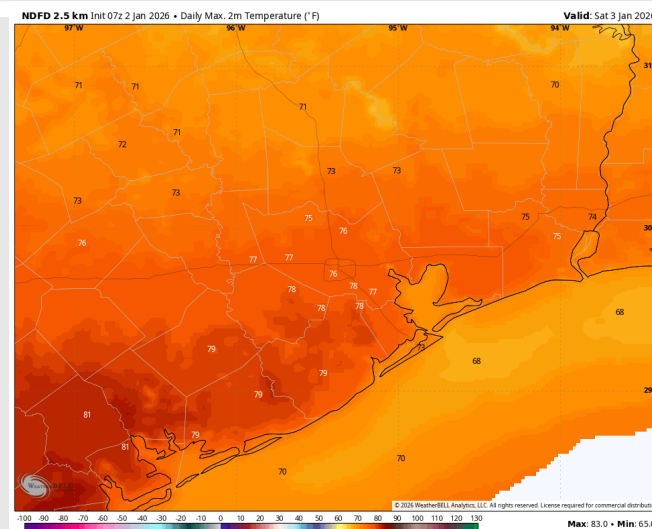 NDFD 2.5 km Init 07z 2 Jan 2026 • Daily Max. 2m Temperature (°F)
Valid: Sat 3 Jan 2026
97°W 96°W 95°W 94°W
31
71 71 70
71
71
72
73 73
73 73
75 75 74
76 75
30
76
77 77
76
78 78 77
78 78
68
79 73
68
79
29
79
81
79
81
70
70
WEATHERBELL
© 2026 WeatherBELL Analytics, LLC. All rights reserved. License required for commercial distribu
-100 -90 -80 -70 -60 -50 -40 -30 -20 -10 0 10 20 30 40 50 60 70 80 90 100 110 120 130
Max: 83.0 • Min: 65.